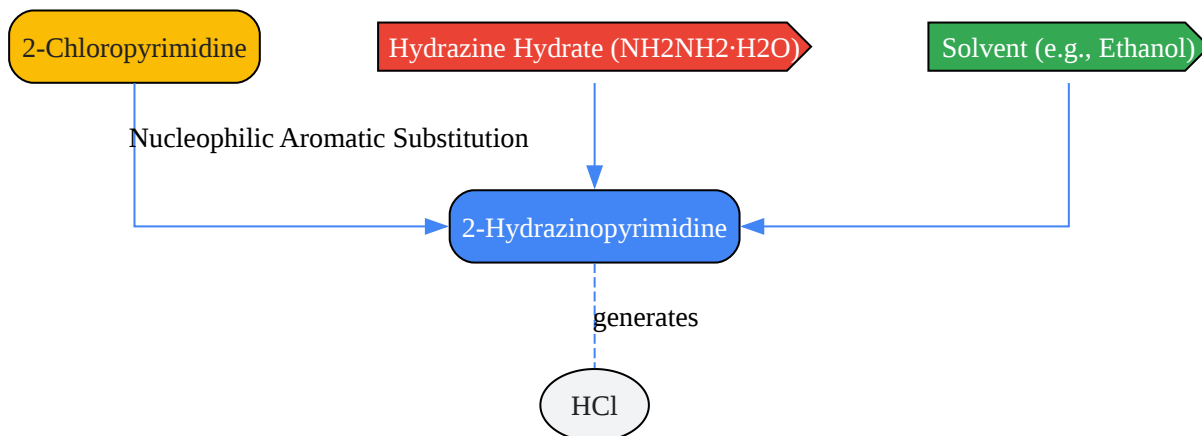 2-Chloropyrimidine
Hydrazine Hydrate (NH2NH2·H2O)
Solvent (e.g., Ethanol)
Nucleophilic Aromatic Substitution
2-Hydrazinopyrimidine
generates
HCl